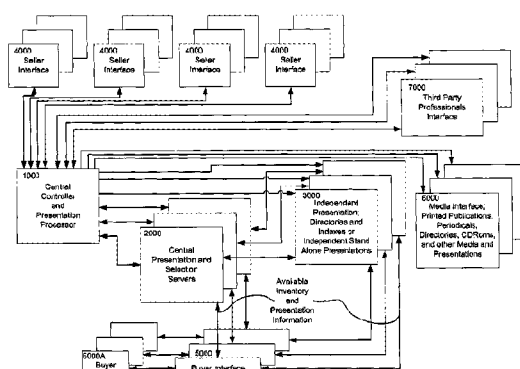 4000
Seller
Interface
4000
Seller
Interface
4000
Seller
Interface
4000
Seller
Interface
7000
Third Party
Professionals
Interface
1000
Central
Controller
and
Presentation
Processor
2000
Central
Presentation and
Selector
Servers
3000
Independent
Presentation,
Directories and
Indexes or
Independent Stand
Alone Presentations
6000
Media Interface;
Printed Publications,
Periodicals,
Directories, CDRoms,
and other Media and
Presentations
Available
Inventory
and
Presentation
Information
5000A
Buyer
5000
Buyer Interface